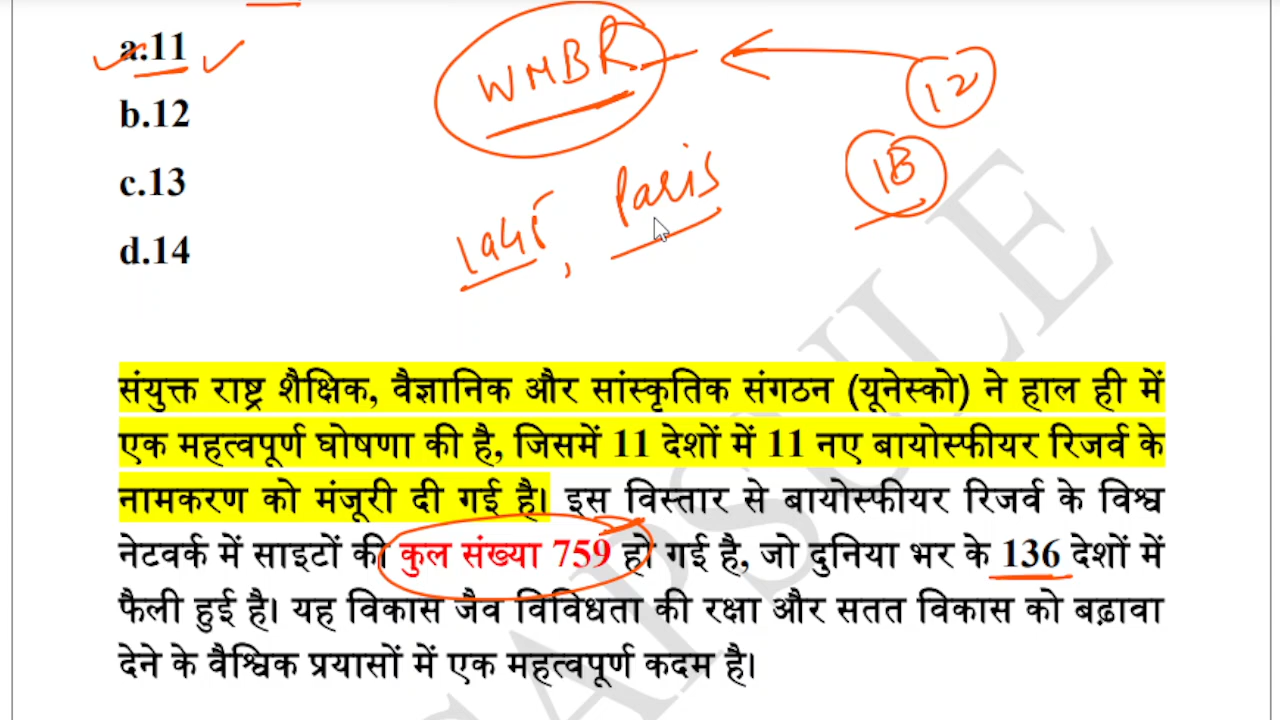 a.11
WMBR
12
b.12
18
c.13
Paris
1945,
d.14
संयुक्त राष्ट्र शैक्षिक, वैज्ञानिक और सांस्कृतिक संगठन (यूनेस्को) ने हाल ही में
एक महत्वपूर्ण घोषणा की है, जिसमें 11 देशों में 11 नए बायोस्फीयर रिजर्व के
नामकरण को मंजूरी दी गई है। इस विस्तार से बायोस्फीयर रिजर्व के विश्व
नेटवर्क में साइटों की कुल संख्या 759 हो गई है, जो दुनिया भर के 136 देशों में
फैली हुई है। यह विकास जैव विविधता की रक्षा और सतत विकास को बढ़ावा
देने के वैश्विक प्रयासों में एक महत्वपूर्ण कदम है।
CAPSULE